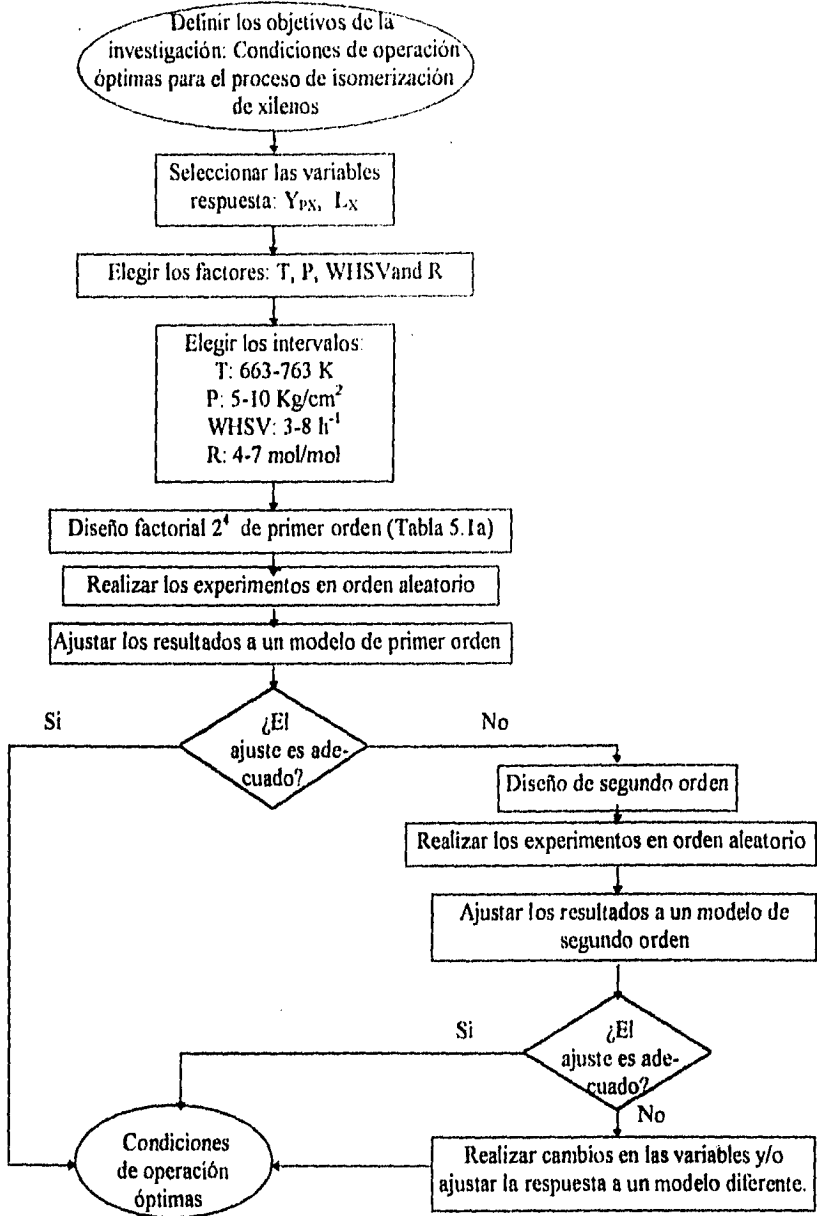 Definir los objetivos de la
investigación: Condiciones de operación
óptimas para el proceso de isomerización
de xilenos
Seleccionar las variables
respuesta: Y_PX, L_X
Elegir los factores: T, P, WHSVand R
Elegir los intervalos:
T: 663-763 K
P: 5-10 Kg/cm²
WHSV: 3-8 h⁻¹
R: 4-7 mol/mol
Diseño factorial 2⁴ de primer orden (Tabla 5.1a)
Realizar los experimentos en orden aleatorio
Ajustar los resultados a un modelo de primer orden
Si
¿El
ajuste es ade-
cuado?
No
Diseño de segundo orden
Realizar los experimentos en orden aleatorio
Ajustar los resultados a un modelo de
segundo orden
Si
¿El
ajuste es ade-
cuado?
No
Condiciones
de operación
óptimas
Realizar cambios en las variables y/o
ajustar la respuesta a un modelo diferente.